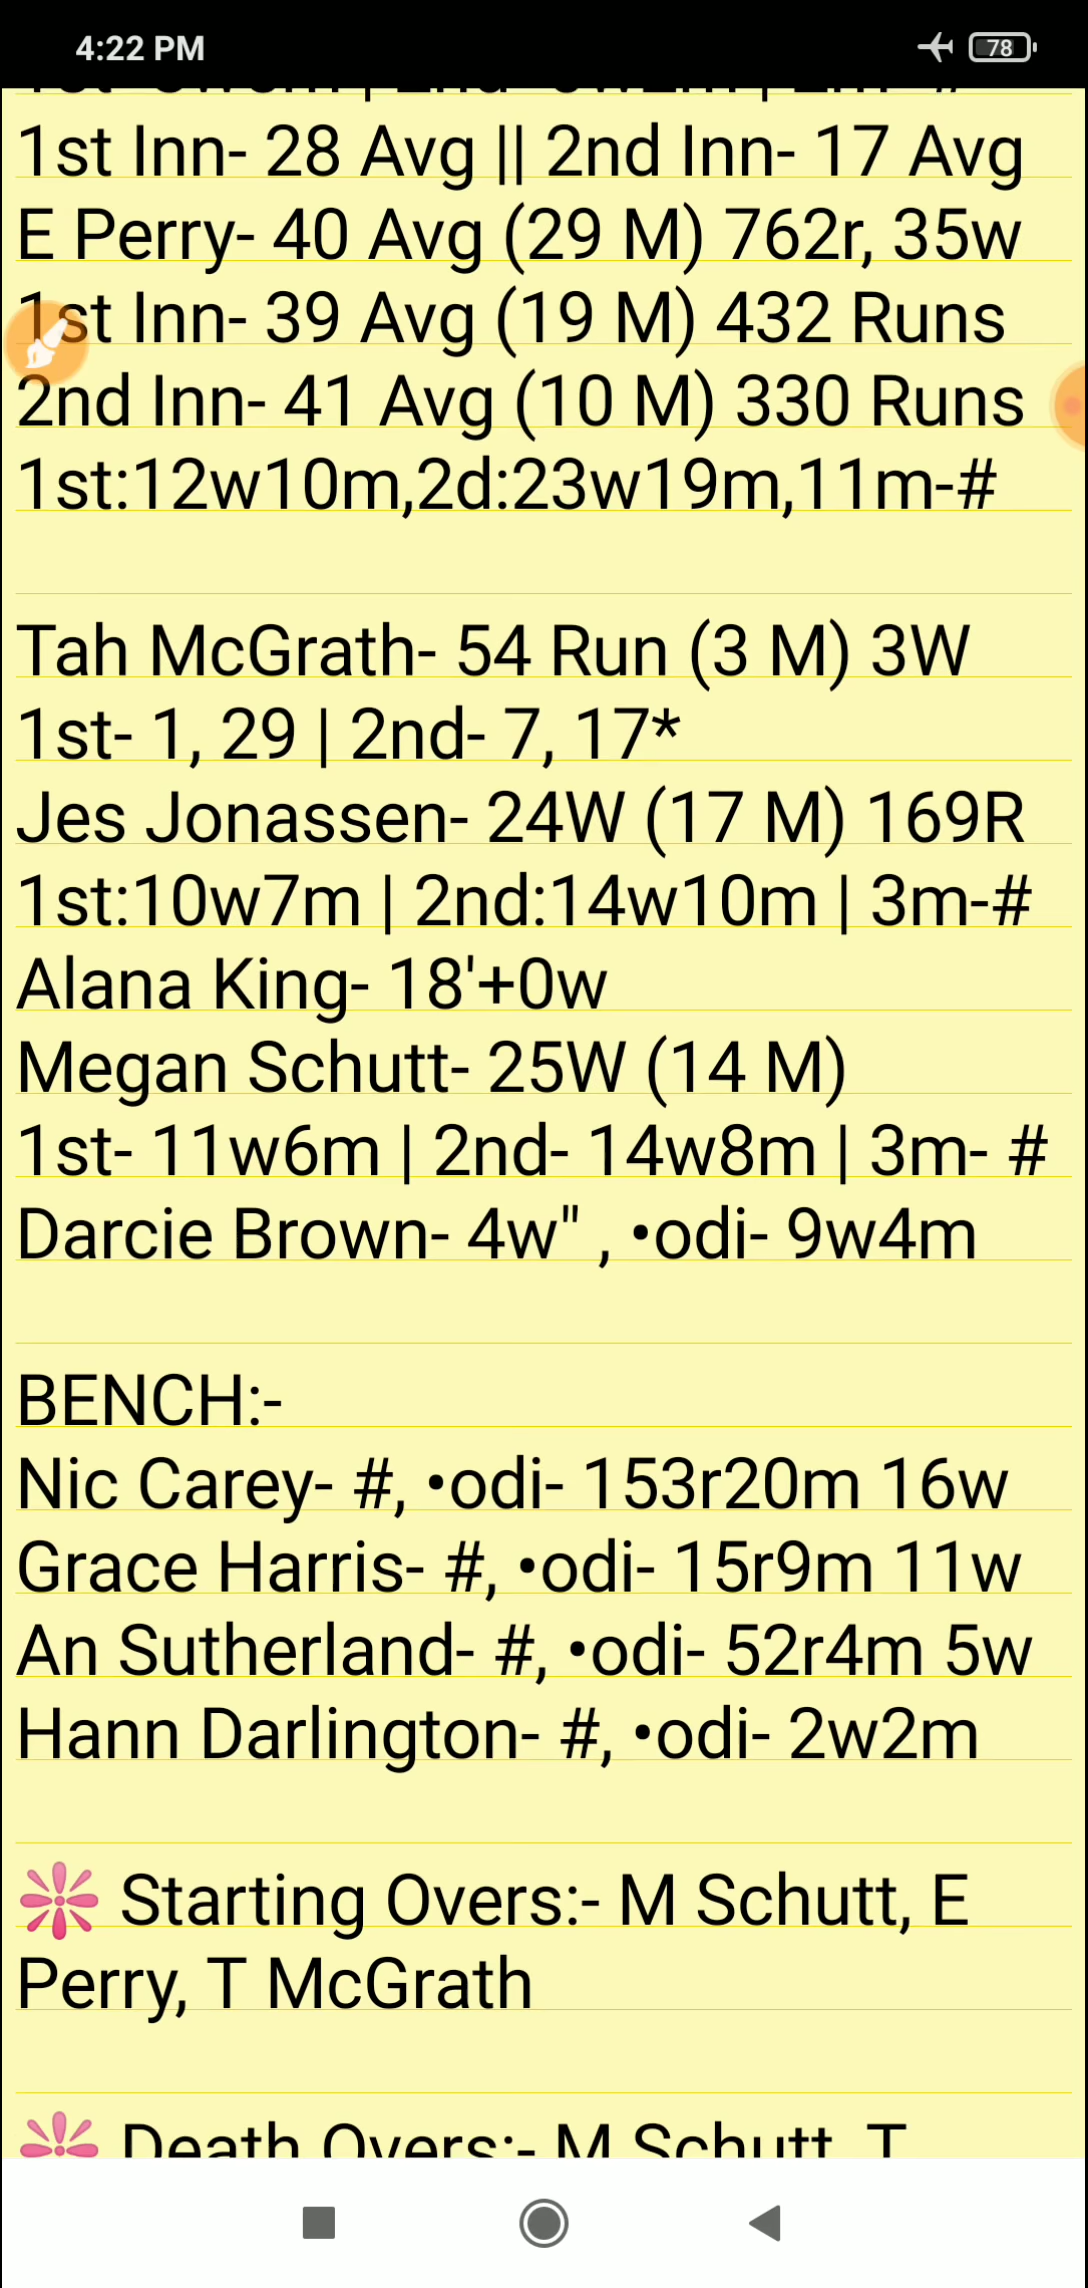 4:22 PM
78
1st Inn- 28 Avg || 2nd Inn- 17 Avg
E Perry- 40 Avg (29 M) 762r, 35w
1st Inn- 39 Avg (19 M) 432 Runs
2nd Inn- 41 Avg (10 M) 330 Runs
1st:12w10m,2d:23w19m,11m-#
Tah McGrath- 54 Run (3 M) 3W
1st- 1, 29 | 2nd- 7, 17*
Jes Jonassen- 24W (17 M) 169R
1st:10w7m | 2nd:14w10m | 3m-#
Alana King- 18'+0w
Megan Schutt- 25W (14 M)
1st- 11w6m | 2nd- 14w8m | 3m- #
Darcie Brown- 4w" , •odi- 9w4m
BENCH:-
Nic Carey- #, •odi- 153r20m 16w
Grace Harris- #, •odi- 15r9m 11w
An Sutherland- #, •odi- 52r4m 5w
Hann Darlington- #, •odi- 2w2m
Starting Overs:- M Schutt, E
Perry, T McGrath
Death Overs:- M Schutt, T